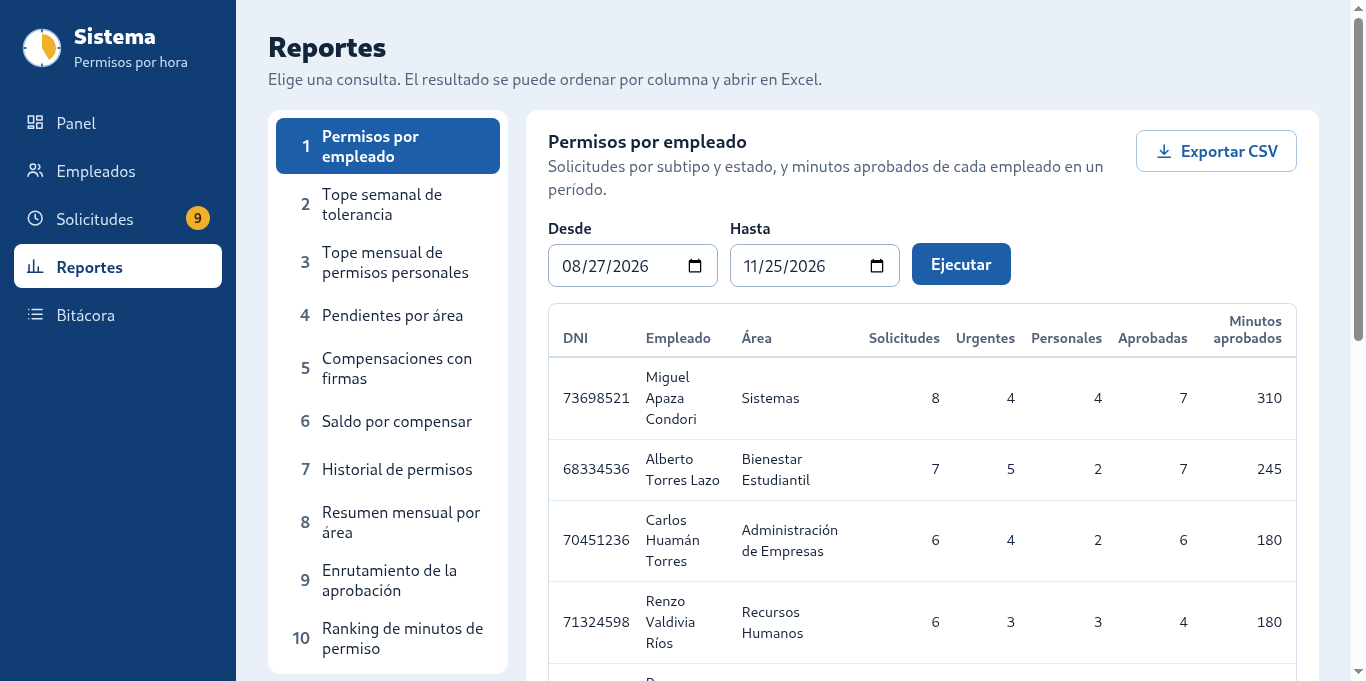 Sistema
Permisos por hora
Panel
Empleados
Solicitudes 9
Reportes
Bitácora
Reportes
Elige una consulta. El resultado se puede ordenar por columna y abrir en Excel.
1 Permisos por
empleado
2 Tope semanal de
tolerancia
3 Tope mensual de
permisos personales
4 Pendientes por área
5 Compensaciones con
firmas
6 Saldo por compensar
7 Historial de permisos
8 Resumen mensual por
área
9 Enrutamiento de la
aprobación
10 Ranking de minutos de
permiso
Permisos por empleado
Solicitudes por subtipo y estado, y minutos aprobados de cada empleado en un
período.
Exportar CSV
Desde Hasta
08/27/2026 11/25/2026 Ejecutar
DNI Empleado Área Solicitudes Urgentes Personales Aprobadas Minutos
aprobados
73698521 Miguel
Apaza
Condori Sistemas 8 4 4 7 310
68334536 Alberto
Torres Lazo Bienestar
Estudiantil 7 5 2 7 245
70451236 Carlos
Huamán
Torres Administración
de Empresas 6 4 2 6 180
71324598 Renzo
Valdivia
Ríos Recursos
Humanos 6 3 3 4 180